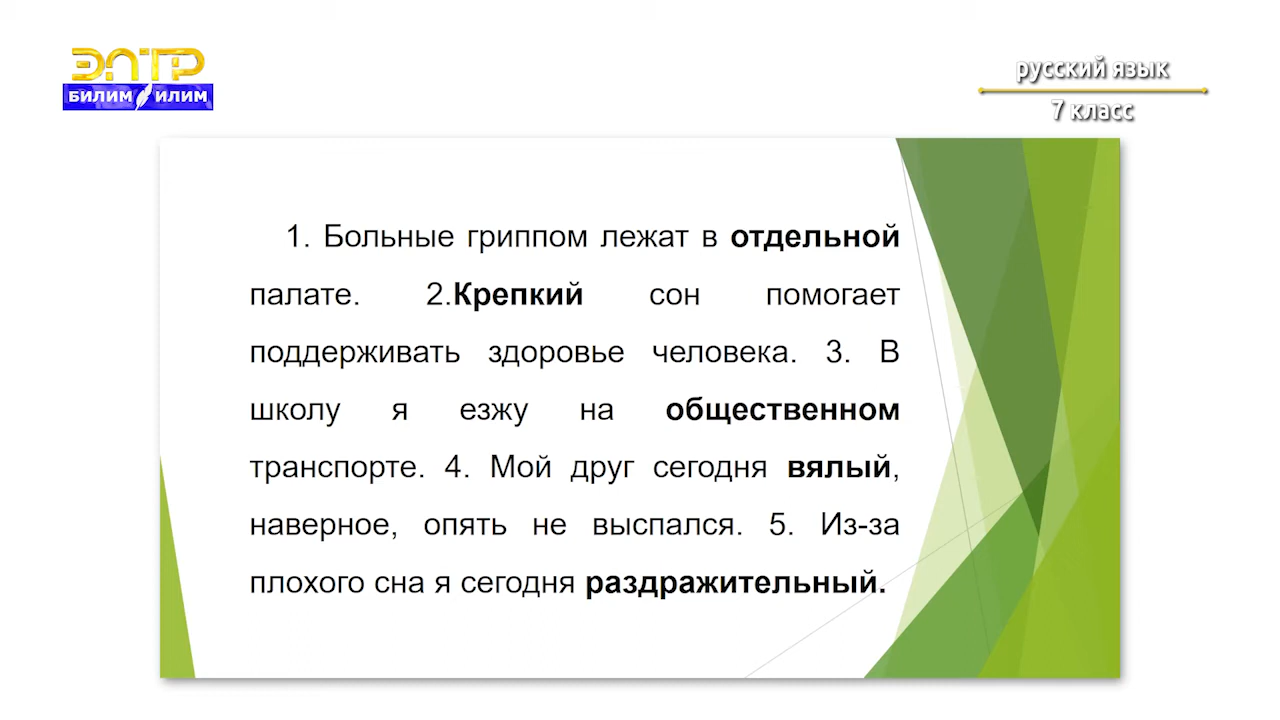 ЭЛТР
БИЛИМ ИЛИМ
русский язык
7 класс
1. Больные гриппом лежат в отдельной
палате. 2.Крепкий сон помогает
поддерживать здоровье человека. 3. В
школу я езжу на общественном
транспорте. 4. Мой друг сегодня вялый,
наверное, опять не выспался. 5. Из-за
плохого сна я сегодня раздражительный.